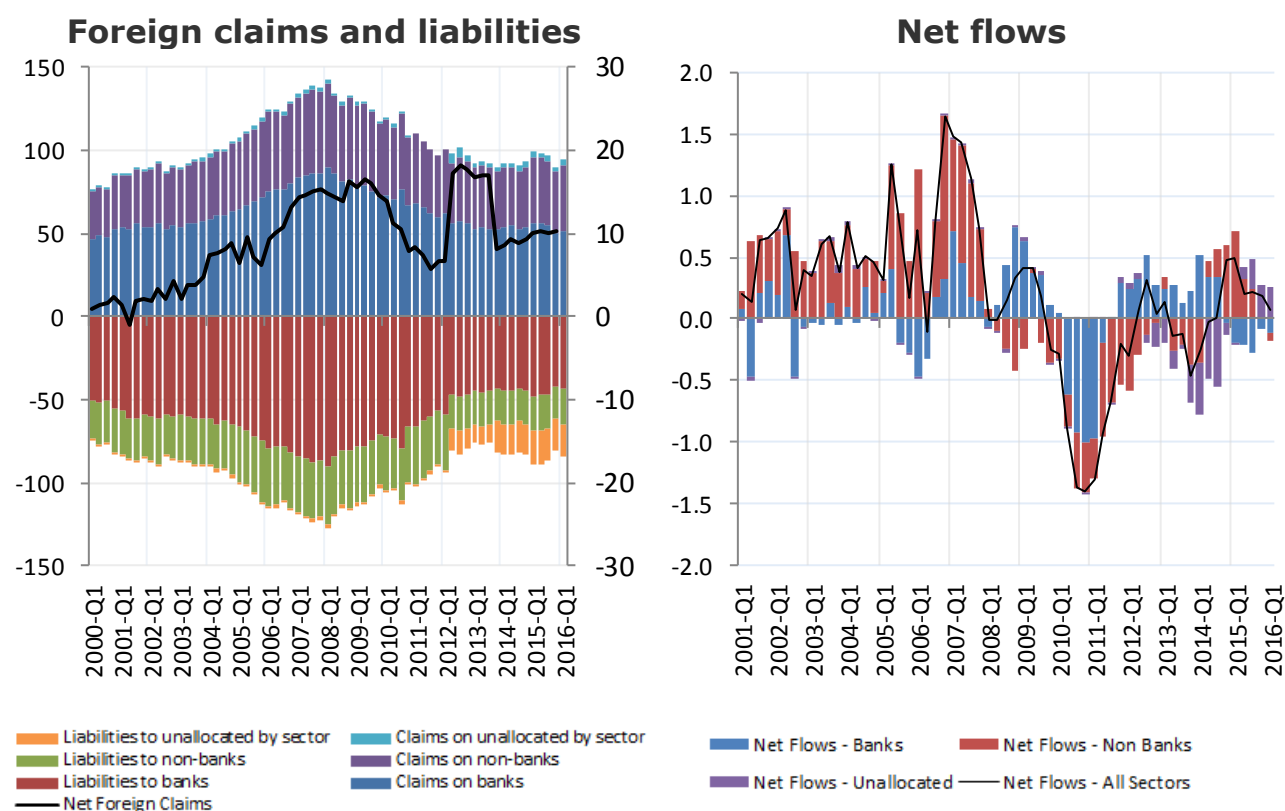 Foreign claims and liabilities
150
100
50
0
-50
-100
-150
30
20
10
0
-10
-20
-30
2000-Q1
2001-Q1
2002-Q1
2003-Q1
2004-Q1
2005-Q1
2006-Q1
2007-Q1
2008-Q1
2009-Q1
2010-Q1
2011-Q1
2012-Q1
2013-Q1
2014-Q1
2015-Q1
2016-Q1
Liabilities to unallocated by sector
Claims on unallocated by sector
Liabilities to non-banks
Claims on non-banks
Liabilities to banks
Claims on banks
Net Foreign Claims
Net flows
2.0
1.5
1.0
0.5
0.0
-0.5
-1.0
-1.5
-2.0
2001-Q1
2002-Q1
2003-Q1
2004-Q1
2005-Q1
2006-Q1
2007-Q1
2008-Q1
2009-Q1
2010-Q1
2011-Q1
2012-Q1
2013-Q1
2014-Q1
2015-Q1
2016-Q1
Net Flows - Banks
Net Flows - Non Banks
Net Flows - Unallocated
Net Flows - All Sectors